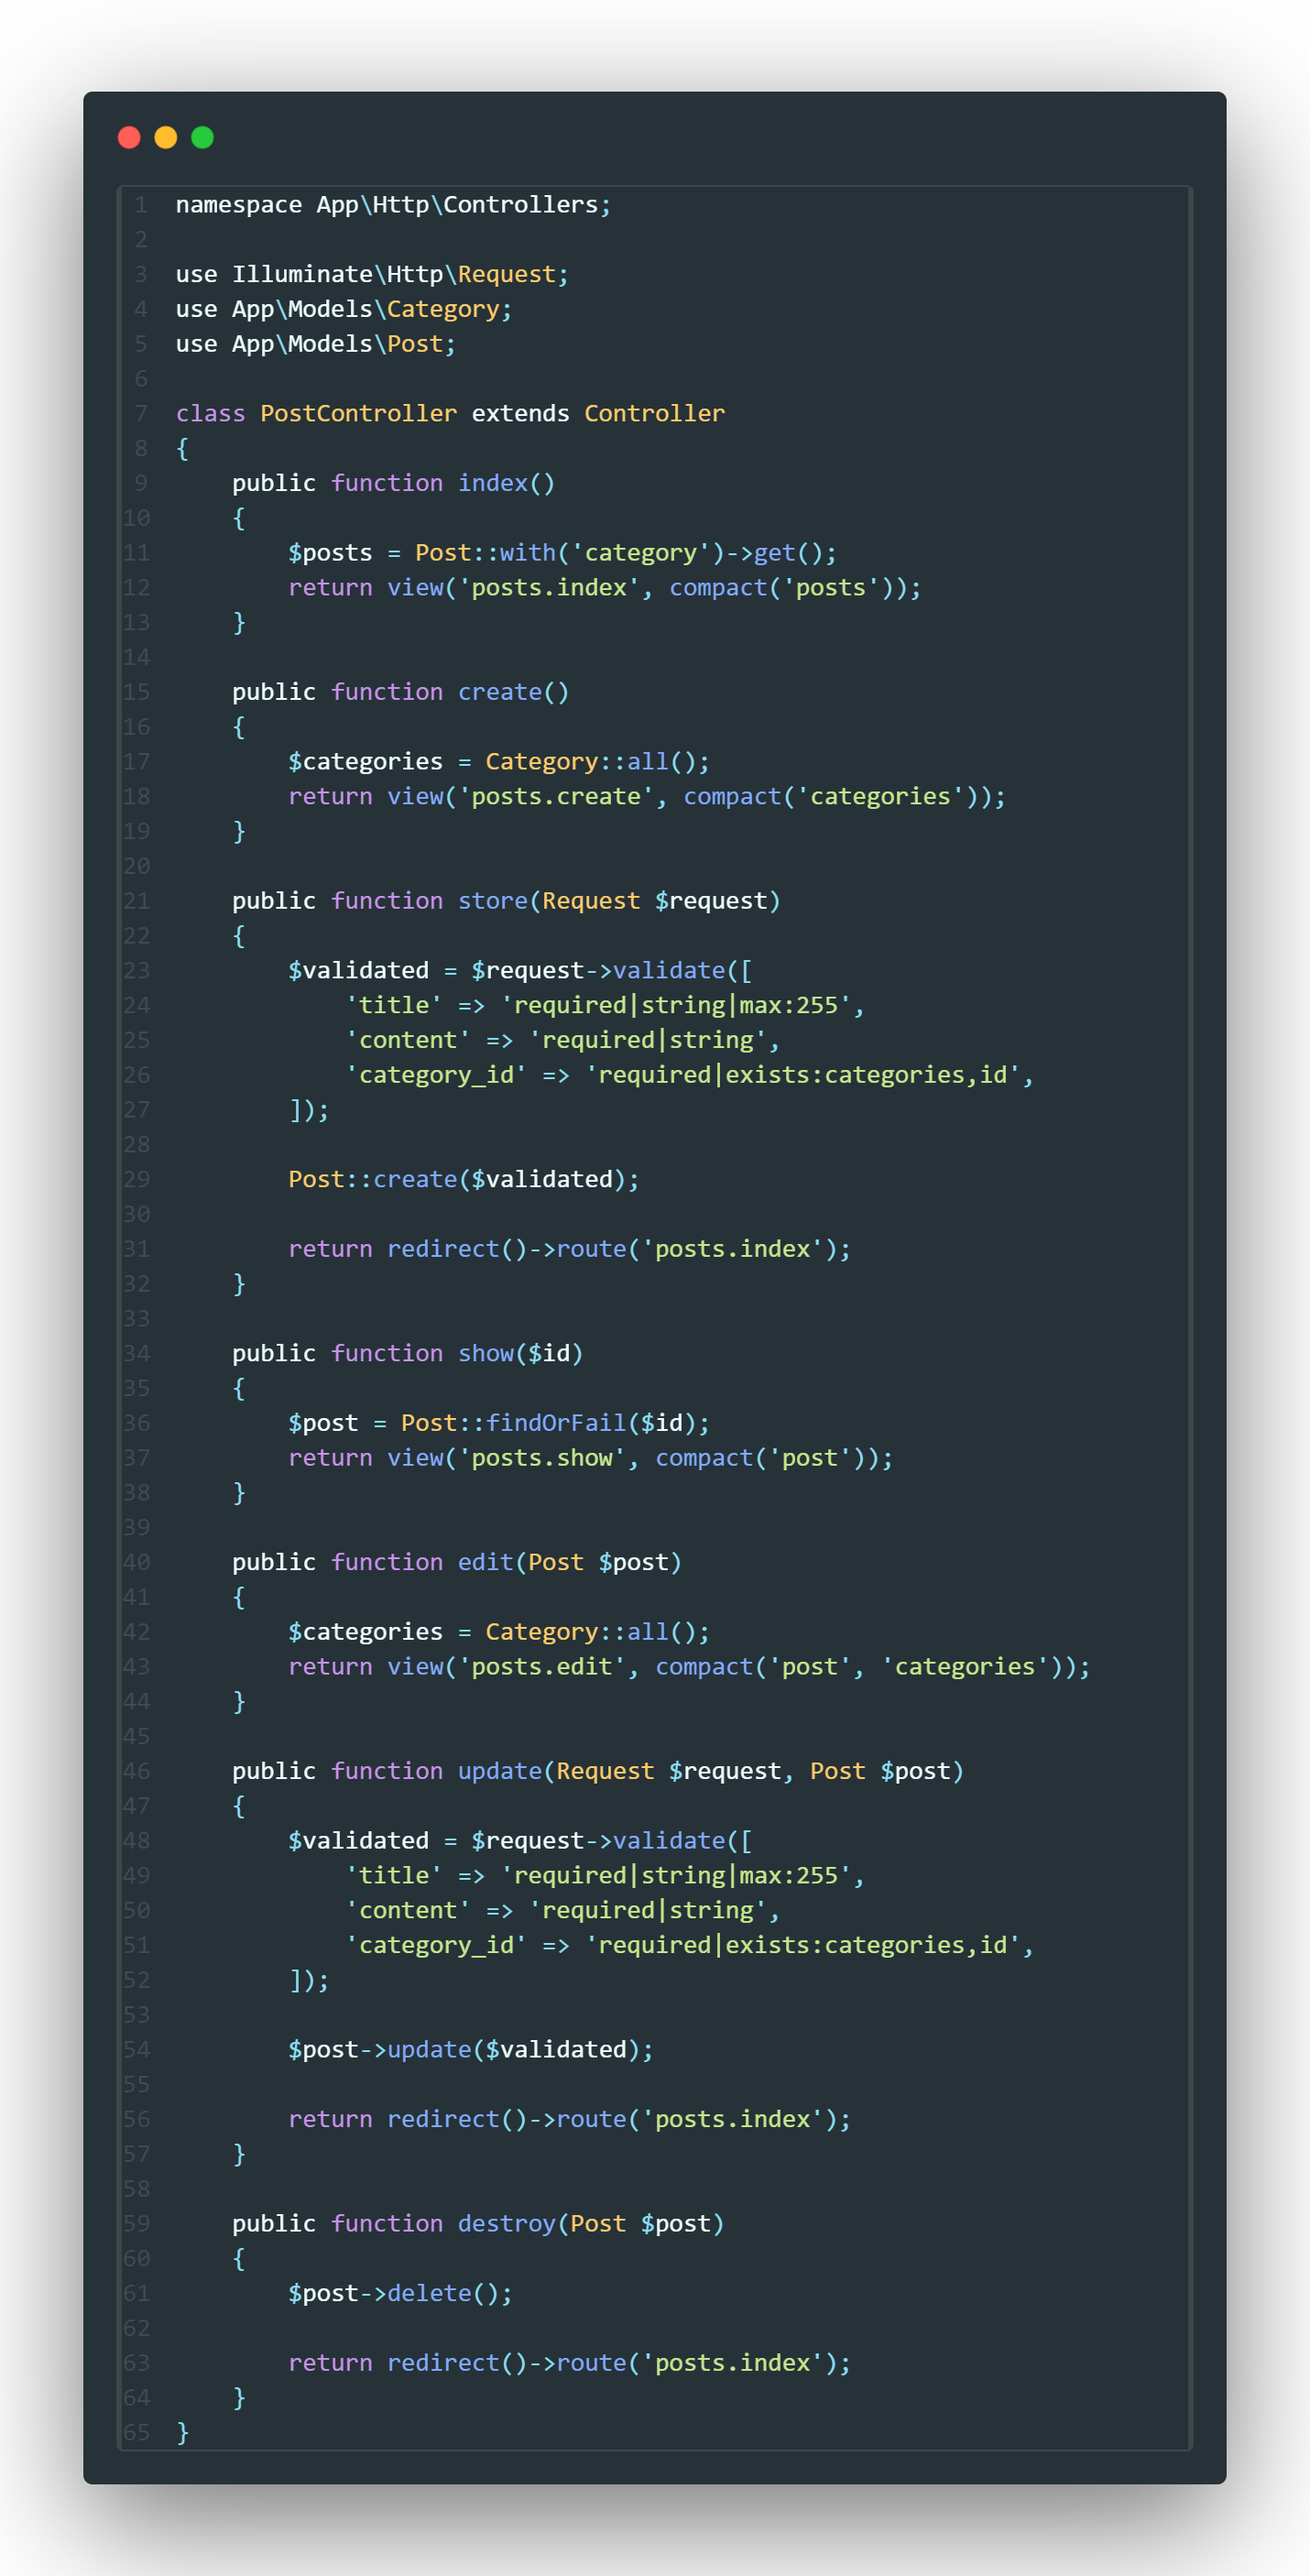 1 namespace App\Http\Controllers;
2
3 use Illuminate\Http\Request;
4 use App\Models\Category;
5 use App\Models\Post;
6
7 class PostController extends Controller
8 {
9     public function index()
10     {
11         $posts = Post::with('category')->get();
12         return view('posts.index', compact('posts'));
13     }
14
15     public function create()
16     {
17         $categories = Category::all();
18         return view('posts.create', compact('categories'));
19     }
20
21     public function store(Request $request)
22     {
23         $validated = $request->validate([
24             'title' => 'required|string|max:255',
25             'content' => 'required|string',
26             'category_id' => 'required|exists:categories,id',
27         ]);
28
29         Post::create($validated);
30
31         return redirect()->route('posts.index');
32     }
33
34     public function show($id)
35     {
36         $post = Post::findOrFail($id);
37         return view('posts.show', compact('post'));
38     }
39
40     public function edit(Post $post)
41     {
42         $categories = Category::all();
43         return view('posts.edit', compact('post', 'categories'));
44     }
45
46     public function update(Request $request, Post $post)
47     {
48         $validated = $request->validate([
49             'title' => 'required|string|max:255',
50             'content' => 'required|string',
51             'category_id' => 'required|exists:categories,id',
52         ]);
53
54         $post->update($validated);
55
56         return redirect()->route('posts.index');
57     }
58
59     public function destroy(Post $post)
60     {
61         $post->delete();
62
63         return redirect()->route('posts.index');
64     }
65 }